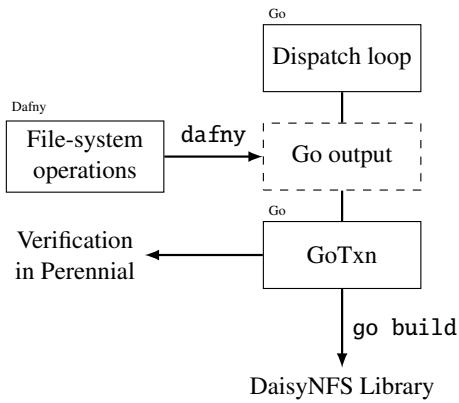 Go
Dispatch loop
Dafny
File-system
operations
dafny
Go output
Go
GoTxn
Verification
in Perennial
go build
DaisyNFS Library